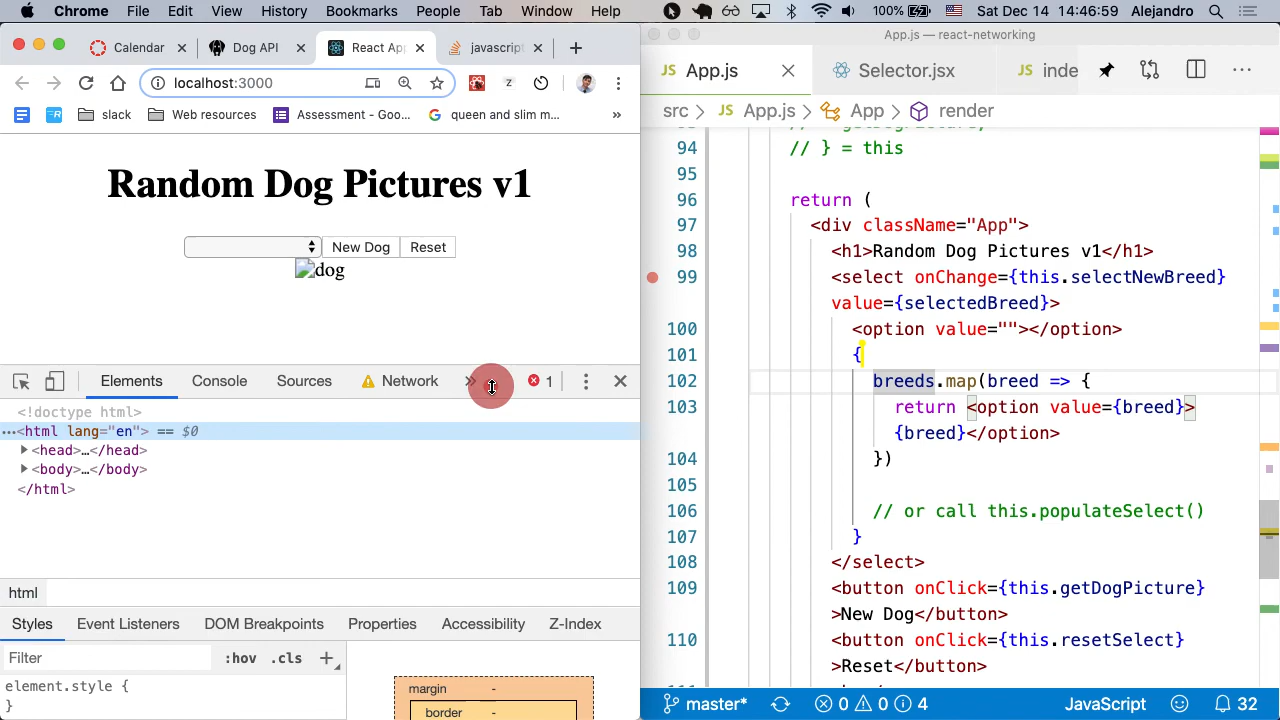 Chrome File Edit View History Bookmarks People Tab Window Help 100% Sat Dec 14 14:46:59 Alejandro
Calendar Dog API React Ap javascript
localhost:3000
slack Web resources Assessment - Goo... queen and slim m... »
Random Dog Pictures v1
New Dog Reset
dog
Elements Console Sources Network » 1
<!doctype html>
…<html lang="en"> == $0
<head>…</head>
<body>…</body>
</html>
html
Styles Event Listeners DOM Breakpoints Properties Accessibility Z-Index
Filter :hov .cls +
element.style {
}
margin -
border -
App.js — react-networking
JS App.js Selector.jsx JS inde
src > JS App.js > App > render
94 // } = this
95
96 return (
97 <div className="App">
98 <h1>Random Dog Pictures v1</h1>
99 <select onChange={this.selectNewBreed}
value={selectedBreed}>
100 <option value=""></option>
101 {
102 breeds.map(breed => {
103 return <option value={breed}>
{breed}</option>
104 })
105
106 // or call this.populateSelect()
107 }
108 </select>
109 <button onClick={this.getDogPicture}
>New Dog</button>
110 <button onClick={this.resetSelect}
>Reset</button>
master* 0 0 4 JavaScript 32